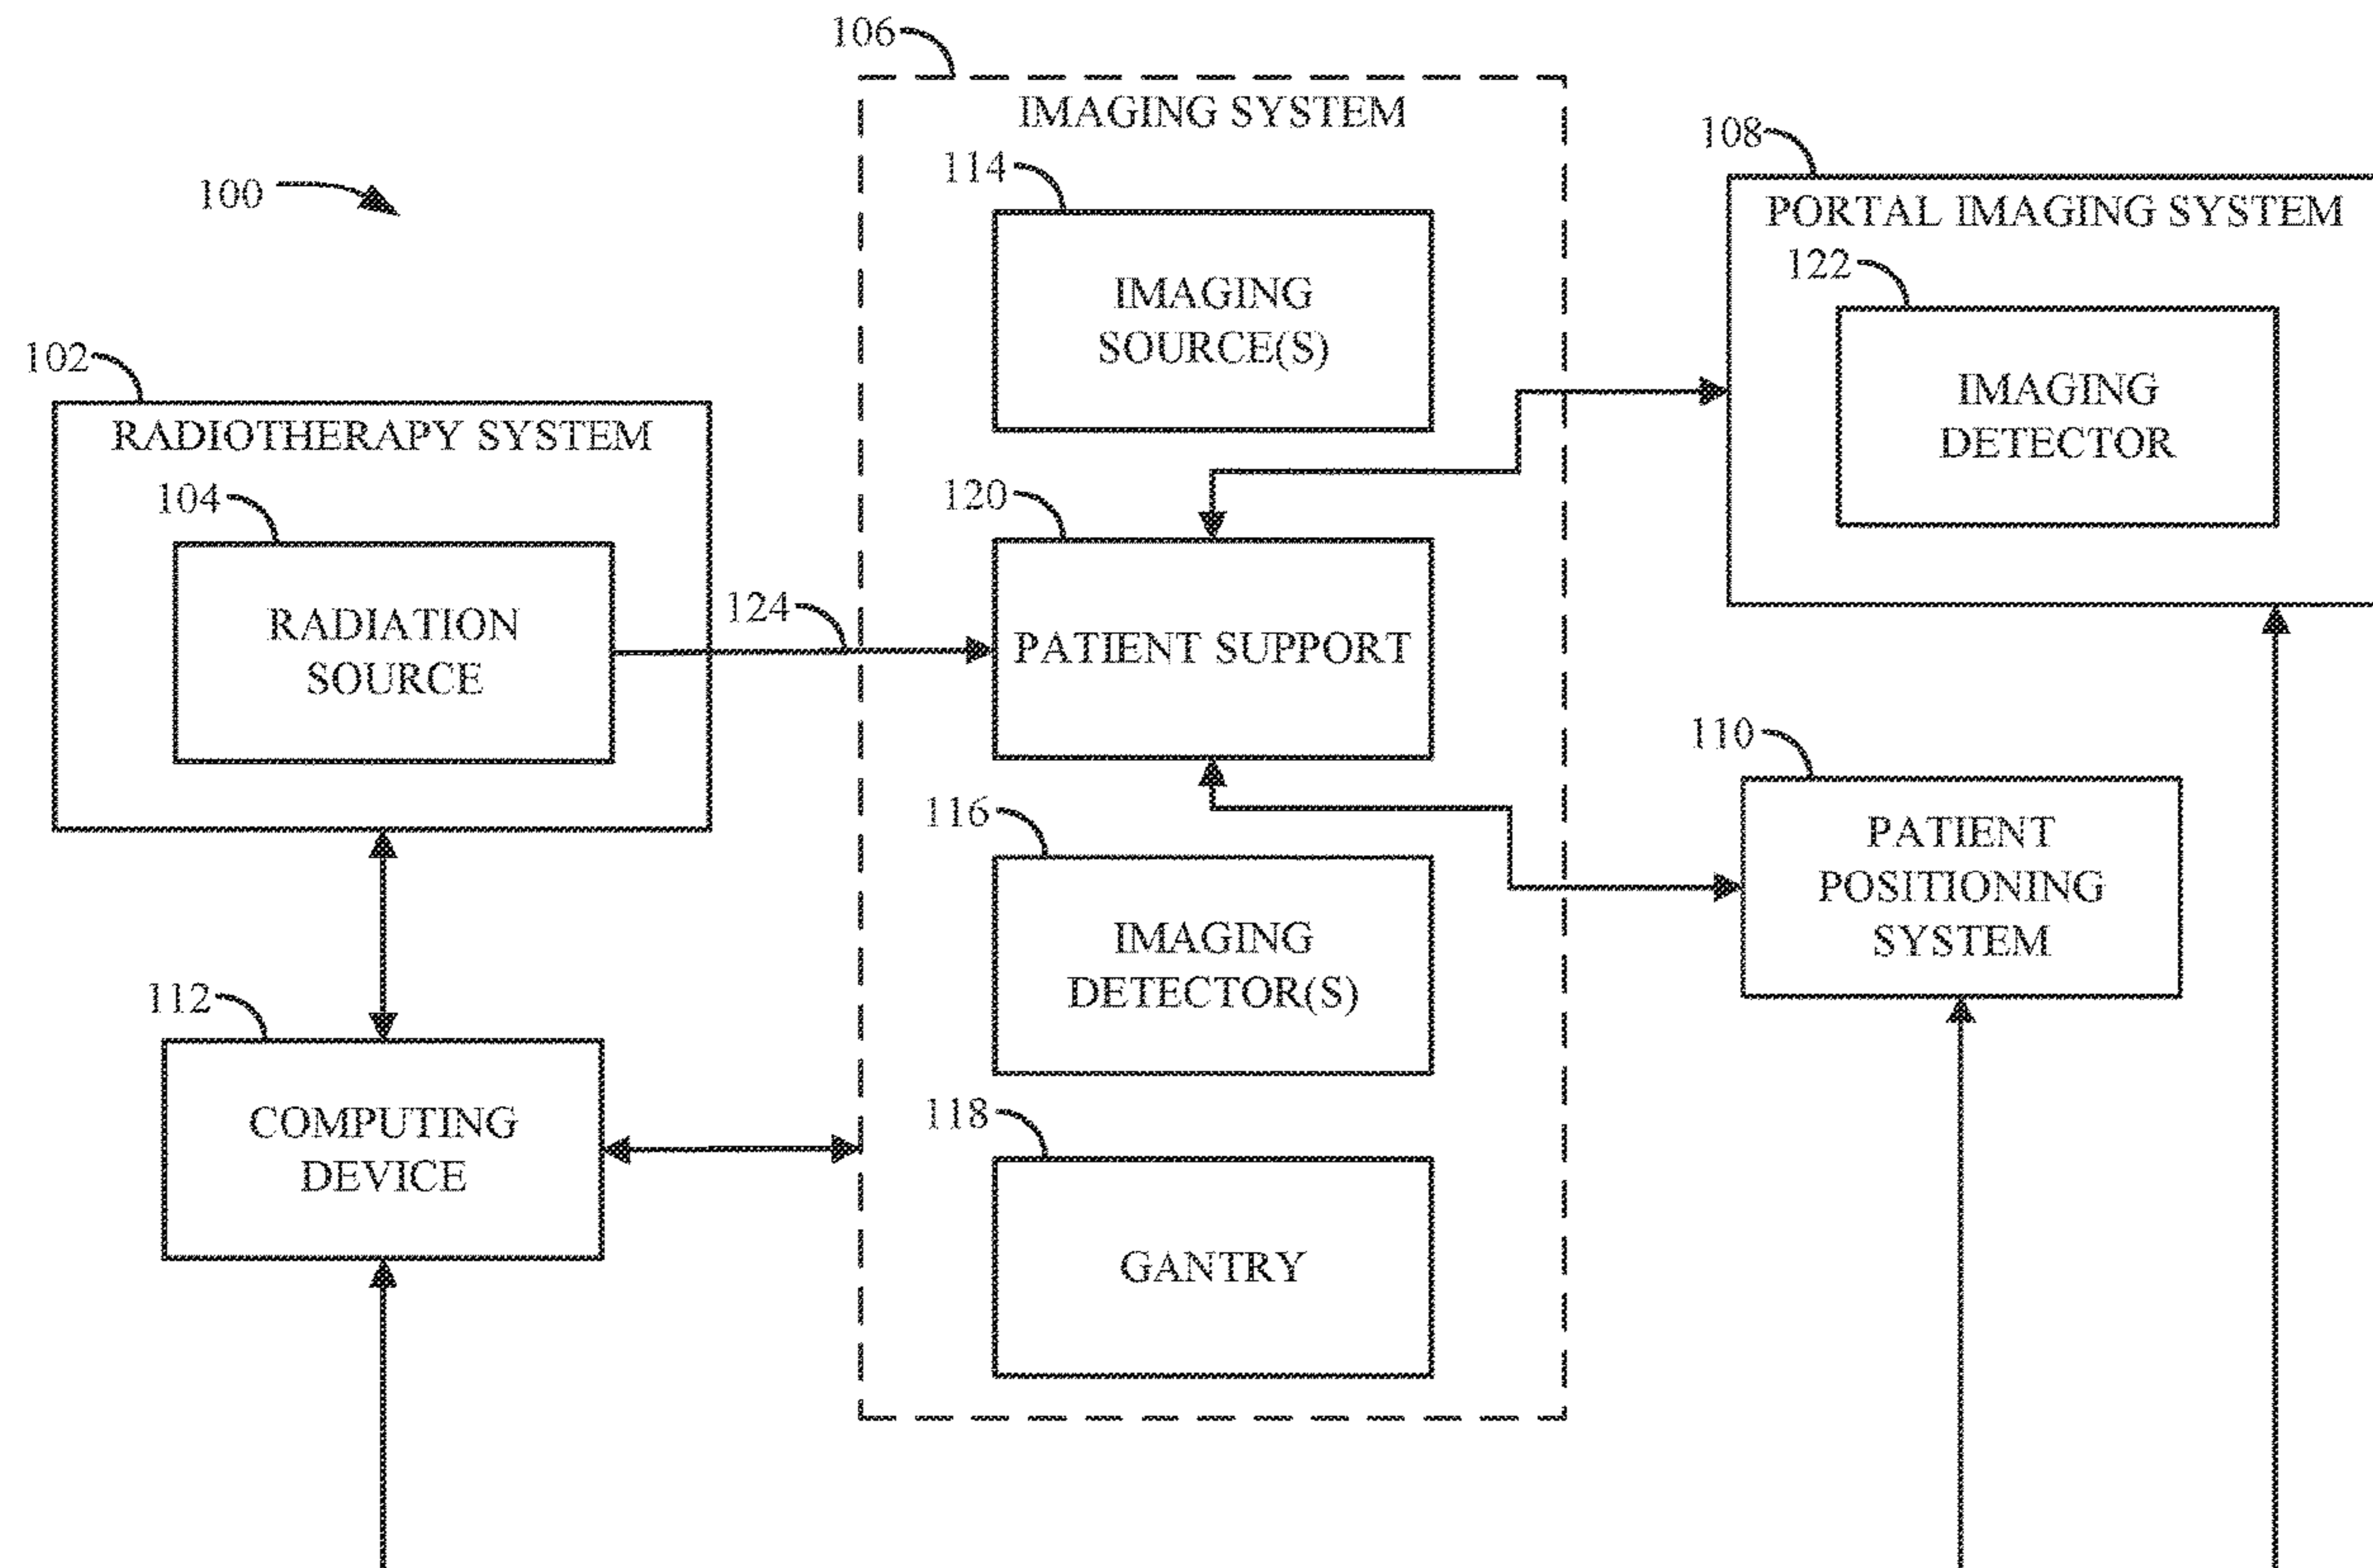 106
IMAGING SYSTEM
108
114
100
PORTAL IMAGING SYSTEM
122
IMAGING
SOURCE(S)
102
IMAGING
DETECTOR
RADIOTHERAPY SYSTEM
104
120
124
RADIATION
SOURCE
PATIENT SUPPORT
110
116
PATIENT
POSITIONING
SYSTEM
IMAGING
DETECTOR(S)
112
118
COMPUTING
DEVICE
GANTRY